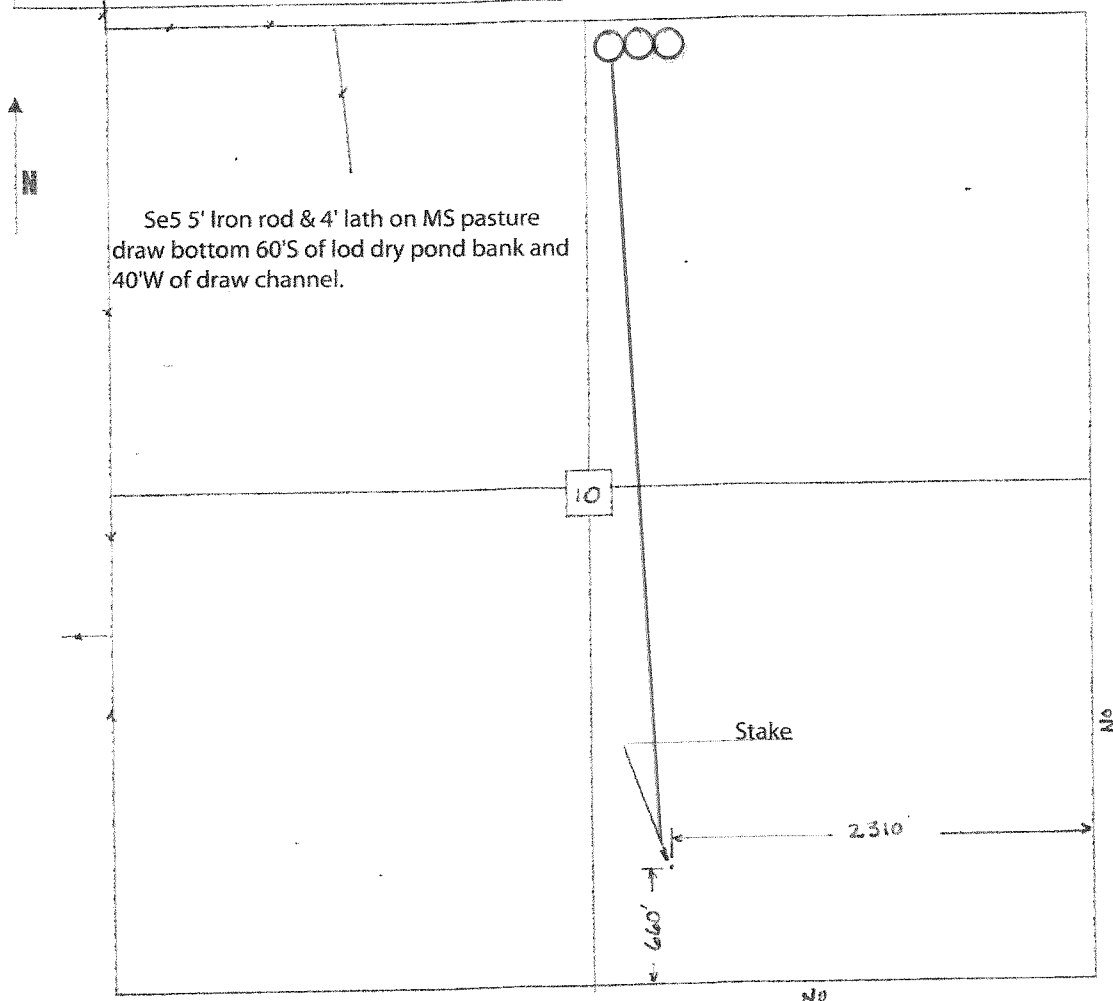 N
Se5 5' Iron rod & 4' lath on MS pasture
draw bottom 60'S of lod dry pond bank and
40'W of draw channel.
10
Stake
2310
660'
No
No